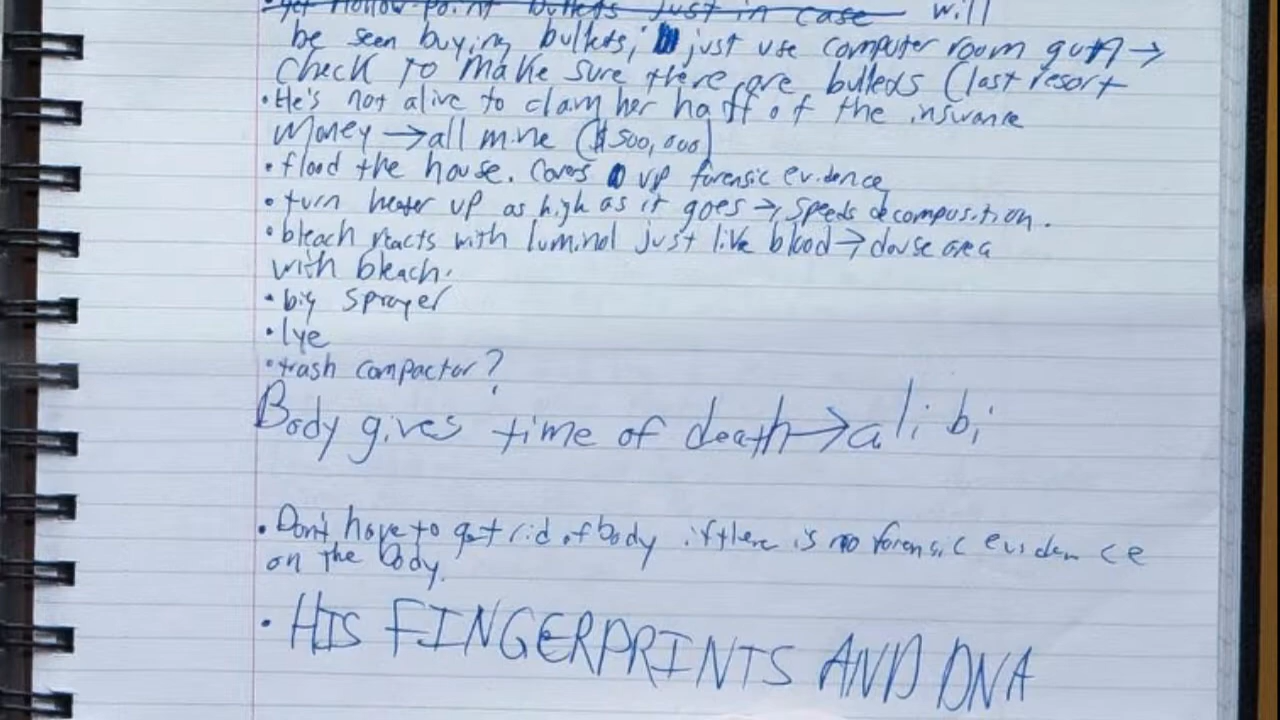 · get hollow point bullets just in case will
be seen buying bullets; just use computer room gun →
check to make sure there are bulleds (last resort
· He's not alive to clam her haff of the insurance
Money → all mine ($500,000)
· flood the house. Covers up forensic evidence
· turn heater up as high as it goes → speeds decomposition.
· bleach reacts with luminol just like blood → douse area
with bleach.
· big sprayer
· lye
· trash compactor?
Body gives time of death → alibi
· Don't have to get rid of body if there is no forensic evidence
on the body.
· HIS FINGERPRINTS AND DNA